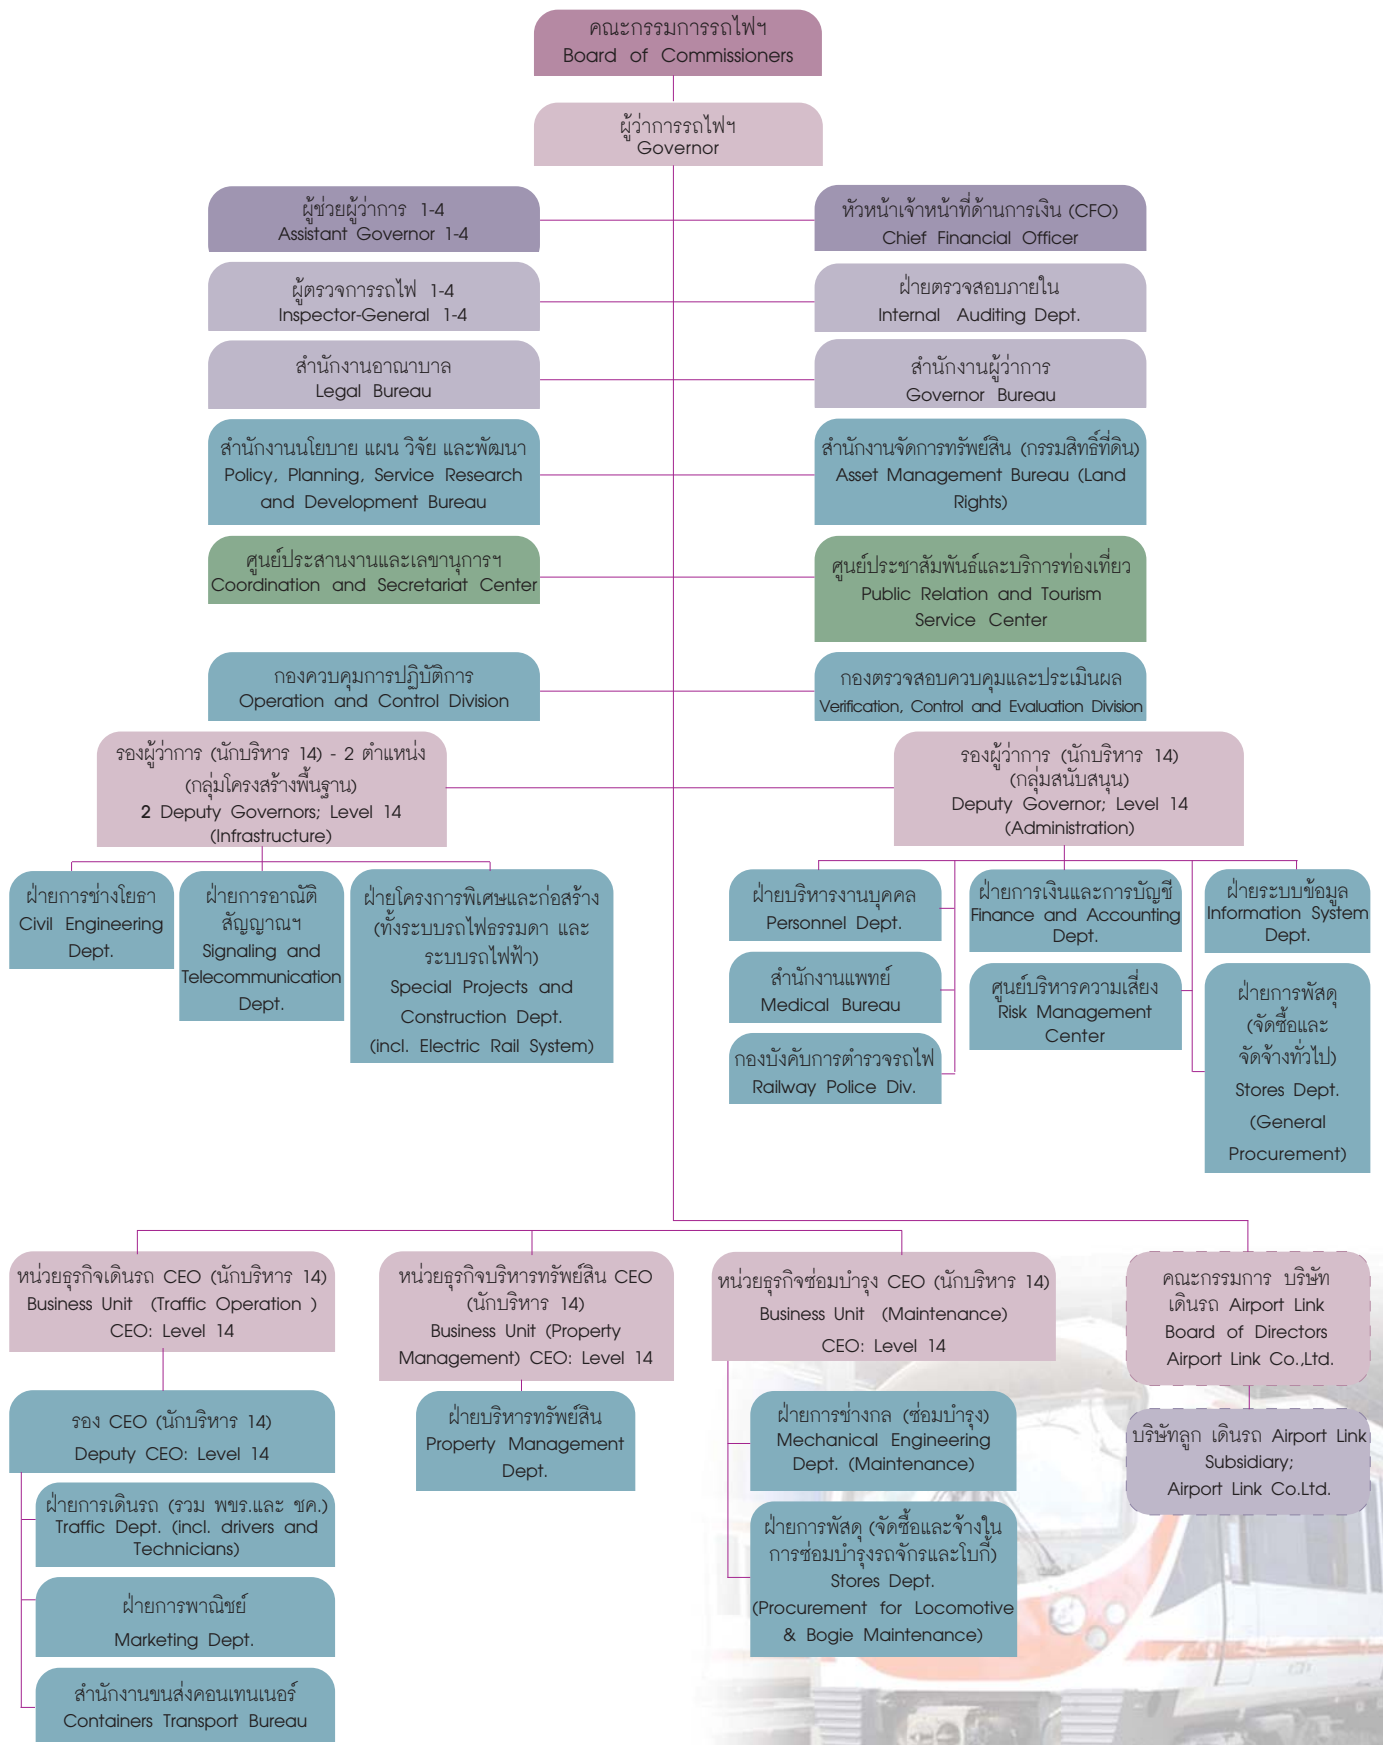 คณะกรรมการรถไฟฯ
Board of Commissioners
ผู้ว่าการรถไฟฯ
Governor
ผู้ช่วยผู้ว่าการ 1-4
Assistant Governor 1-4
หัวหน้าเจ้าหน้าที่ด้านการเงิน (CFO)
Chief Financial Officer
ผู้ตรวจการรถไฟ 1-4
Inspector-General 1-4
ฝ่ายตรวจสอบภายใน
Internal Auditing Dept.
สำนักงานอาณาบาล
Legal Bureau
สำนักงานผู้ว่าการ
Governor Bureau
สำนักงานนโยบาย แผน วิจัย และพัฒนา
Policy, Planning, Service Research
and Development Bureau
สำนักงานจัดการทรัพย์สิน (กรรมสิทธิ์ที่ดิน)
Asset Management Bureau (Land
Rights)
ศูนย์ประสานงานและเลขานุการฯ
Coordination and Secretariat Center
ศูนย์ประชาสัมพันธ์และบริการท่องเที่ยว
Public Relation and Tourism
Service Center
กองควบคุมการปฏิบัติการ
Operation and Control Division
กองตรวจสอบควบคุมและประเมินผล
Verification, Control and Evaluation Division
รองผู้ว่าการ (นักบริหาร 14) - 2 ตำแหน่ง
(กลุ่มโครงสร้างพื้นฐาน)
2 Deputy Governors; Level 14
(Infrastructure)
รองผู้ว่าการ (นักบริหาร 14)
(กลุ่มสนับสนุน)
Deputy Governor; Level 14
(Administration)
ฝ่ายการช่างโยธา
Civil Engineering
Dept.
ฝ่ายการอาณัติ
สัญญาณฯ
Signaling and
Telecommunication
Dept.
ฝ่ายโครงการพิเศษและก่อสร้าง
(ทั้งระบบรถไฟธรรมดา และ
ระบบรถไฟฟ้า)
Special Projects and
Construction Dept.
(incl. Electric Rail System)
ฝ่ายบริหารงานบุคคล
Personnel Dept.
ฝ่ายการเงินและการบัญชี
Finance and Accounting
Dept.
ฝ่ายระบบข้อมูล
Information System
Dept.
สำนักงานแพทย์
Medical Bureau
ศูนย์บริหารความเสี่ยง
Risk Management
Center
ฝ่ายการพัสดุ
(จัดซื้อและ
จัดจ้างทั่วไป)
Stores Dept.
(General
Procurement)
กองบังคับการตำรวจรถไฟ
Railway Police Div.
หน่วยธุรกิจเดินรถ CEO (นักบริหาร 14)
Business Unit (Traffic Operation )
CEO: Level 14
หน่วยธุรกิจบริหารทรัพย์สิน CEO
(นักบริหาร 14)
Business Unit (Property
Management) CEO: Level 14
หน่วยธุรกิจซ่อมบำรุง CEO (นักบริหาร 14)
Business Unit (Maintenance)
CEO: Level 14
คณะกรรมการ บริษัท
เดินรถ Airport Link
Board of Directors
Airport Link Co.,Ltd.
รอง CEO (นักบริหาร 14)
Deputy CEO: Level 14
ฝ่ายบริหารทรัพย์สิน
Property Management
Dept.
ฝ่ายการช่างกล (ซ่อมบำรุง)
Mechanical Engineering
Dept. (Maintenance)
บริษัทลูก เดินรถ Airport Link
Subsidiary;
Airport Link Co.Ltd.
ฝ่ายการเดินรถ (รวม พขร.และ ชค.)
Traffic Dept. (incl. drivers and
Technicians)
ฝ่ายการพัสดุ (จัดซื้อและจ้างใน
การซ่อมบำรุงรถจักรและโบกี้)
Stores Dept.
(Procurement for Locomotive
& Bogie Maintenance)
ฝ่ายการพาณิชย์
Marketing Dept.
สำนักงานขนส่งคอนเทนเนอร์
Containers Transport Bureau